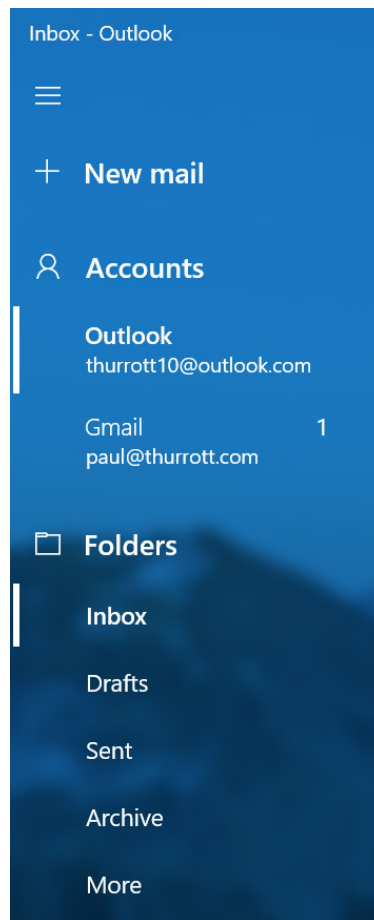 Inbox - Outlook
New mail
Accounts
Outlook
thurrott10@outlook.com
Gmail 1
paul@thurrott.com
Folders
Inbox
Drafts
Sent
Archive
More